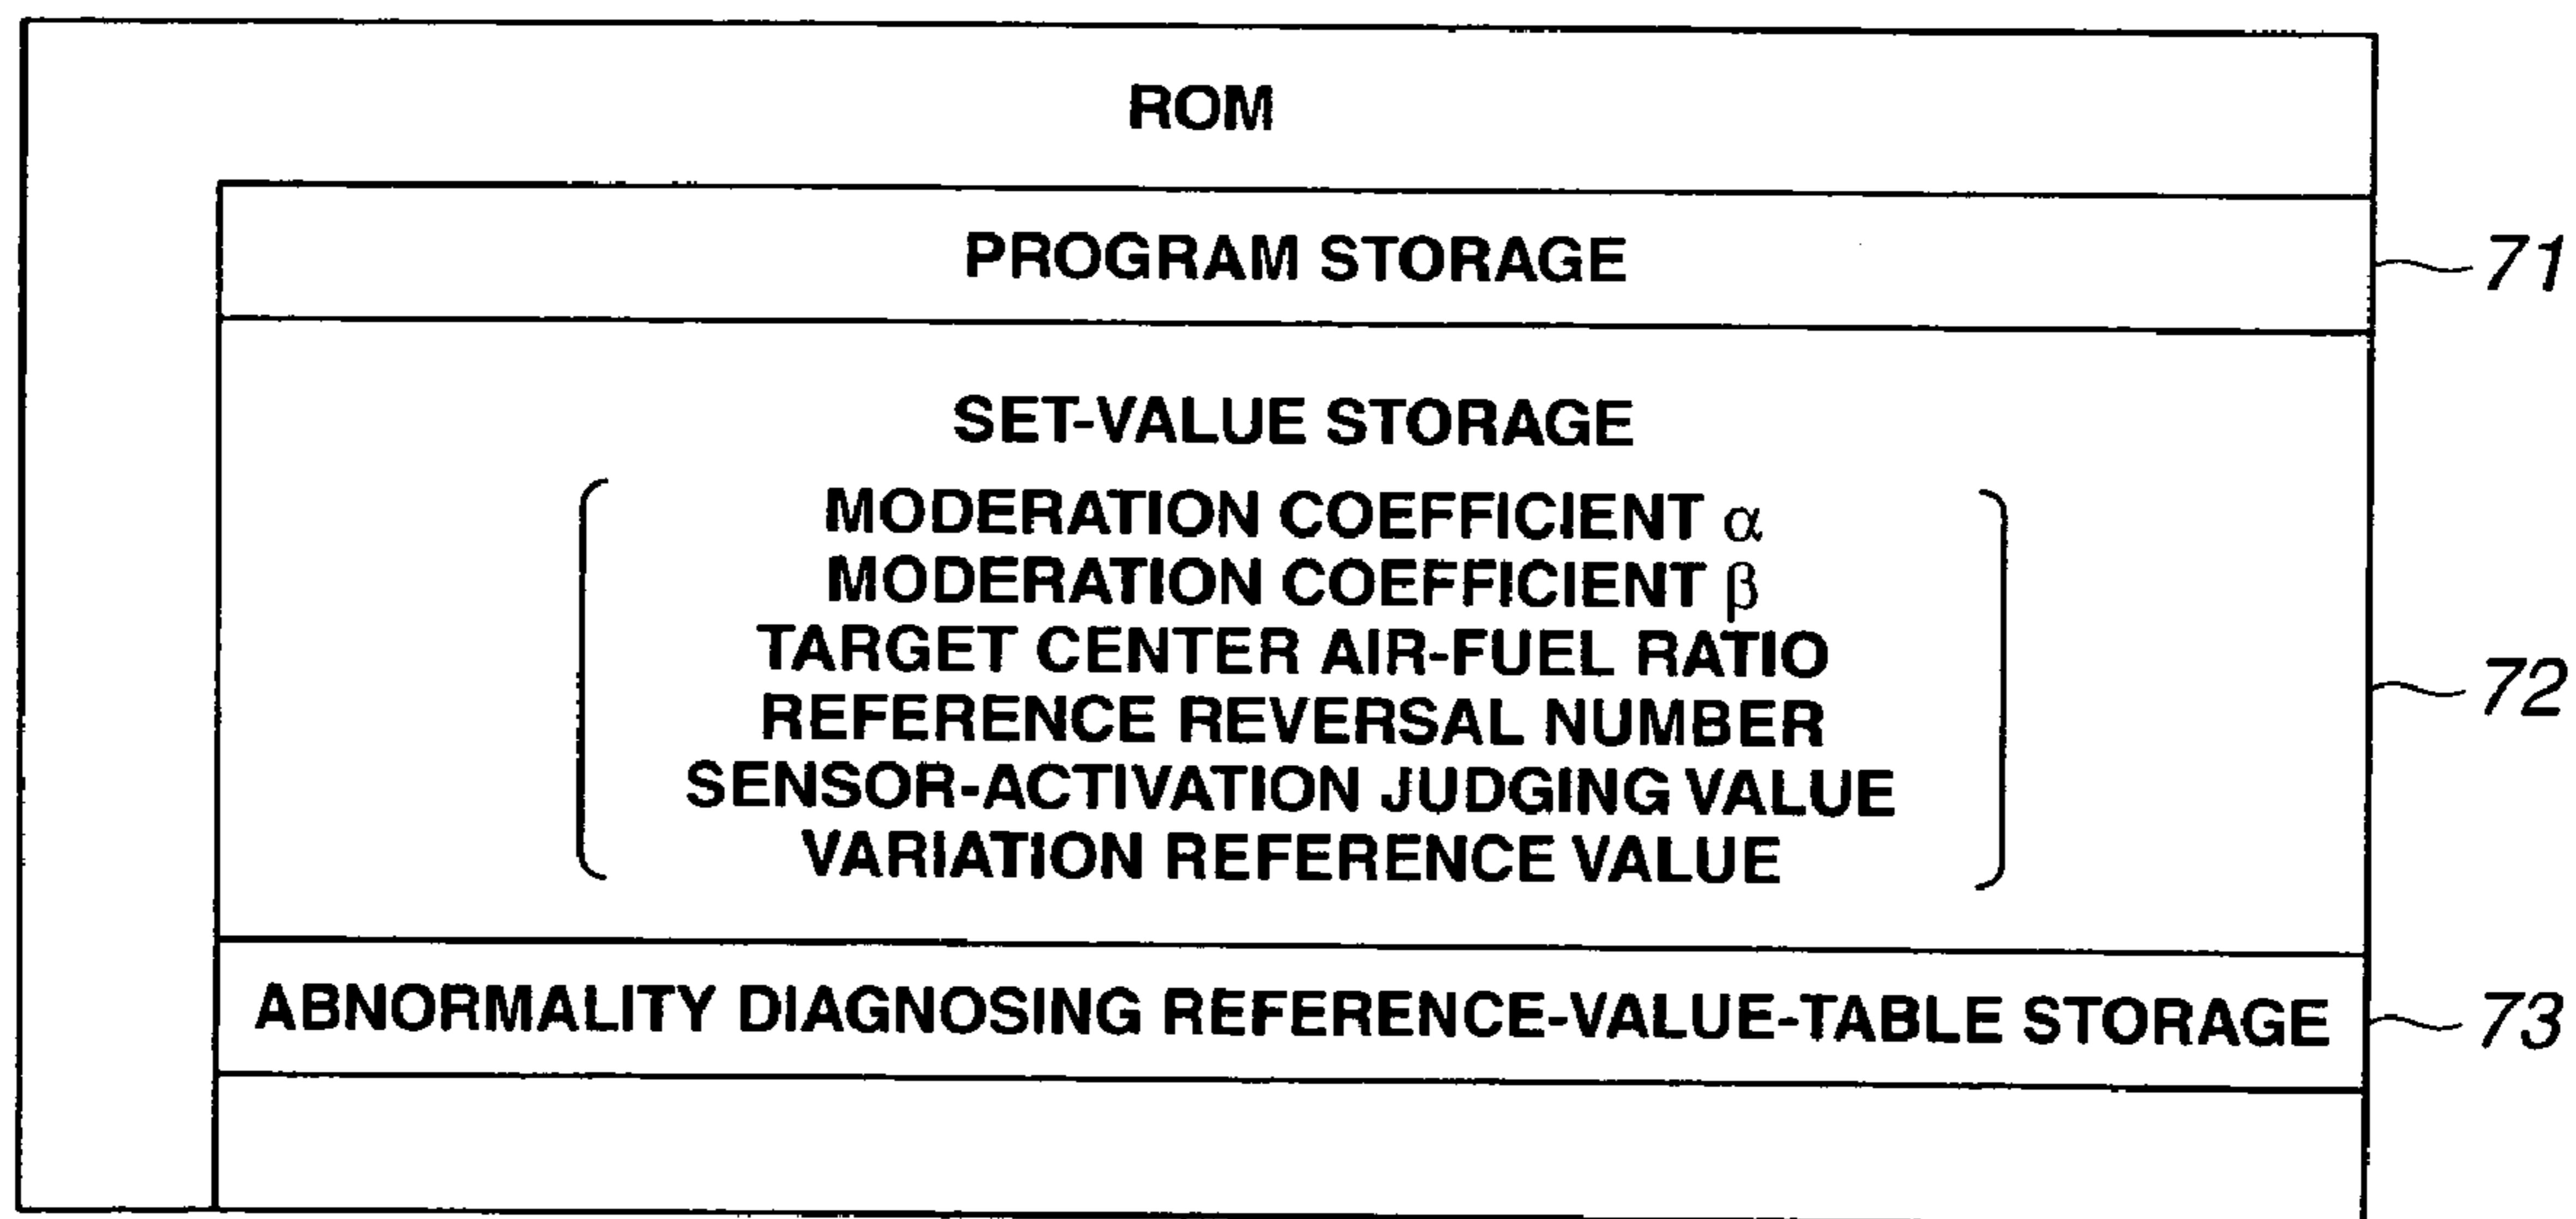 ROM
PROGRAM STORAGE
71
SET-VALUE STORAGE
MODERATION COEFFICIENT α
MODERATION COEFFICIENT β
TARGET CENTER AIR-FUEL RATIO
REFERENCE REVERSAL NUMBER
SENSOR-ACTIVATION JUDGING VALUE
VARIATION REFERENCE VALUE
72
ABNORMALITY DIAGNOSING REFERENCE-VALUE-TABLE STORAGE
73